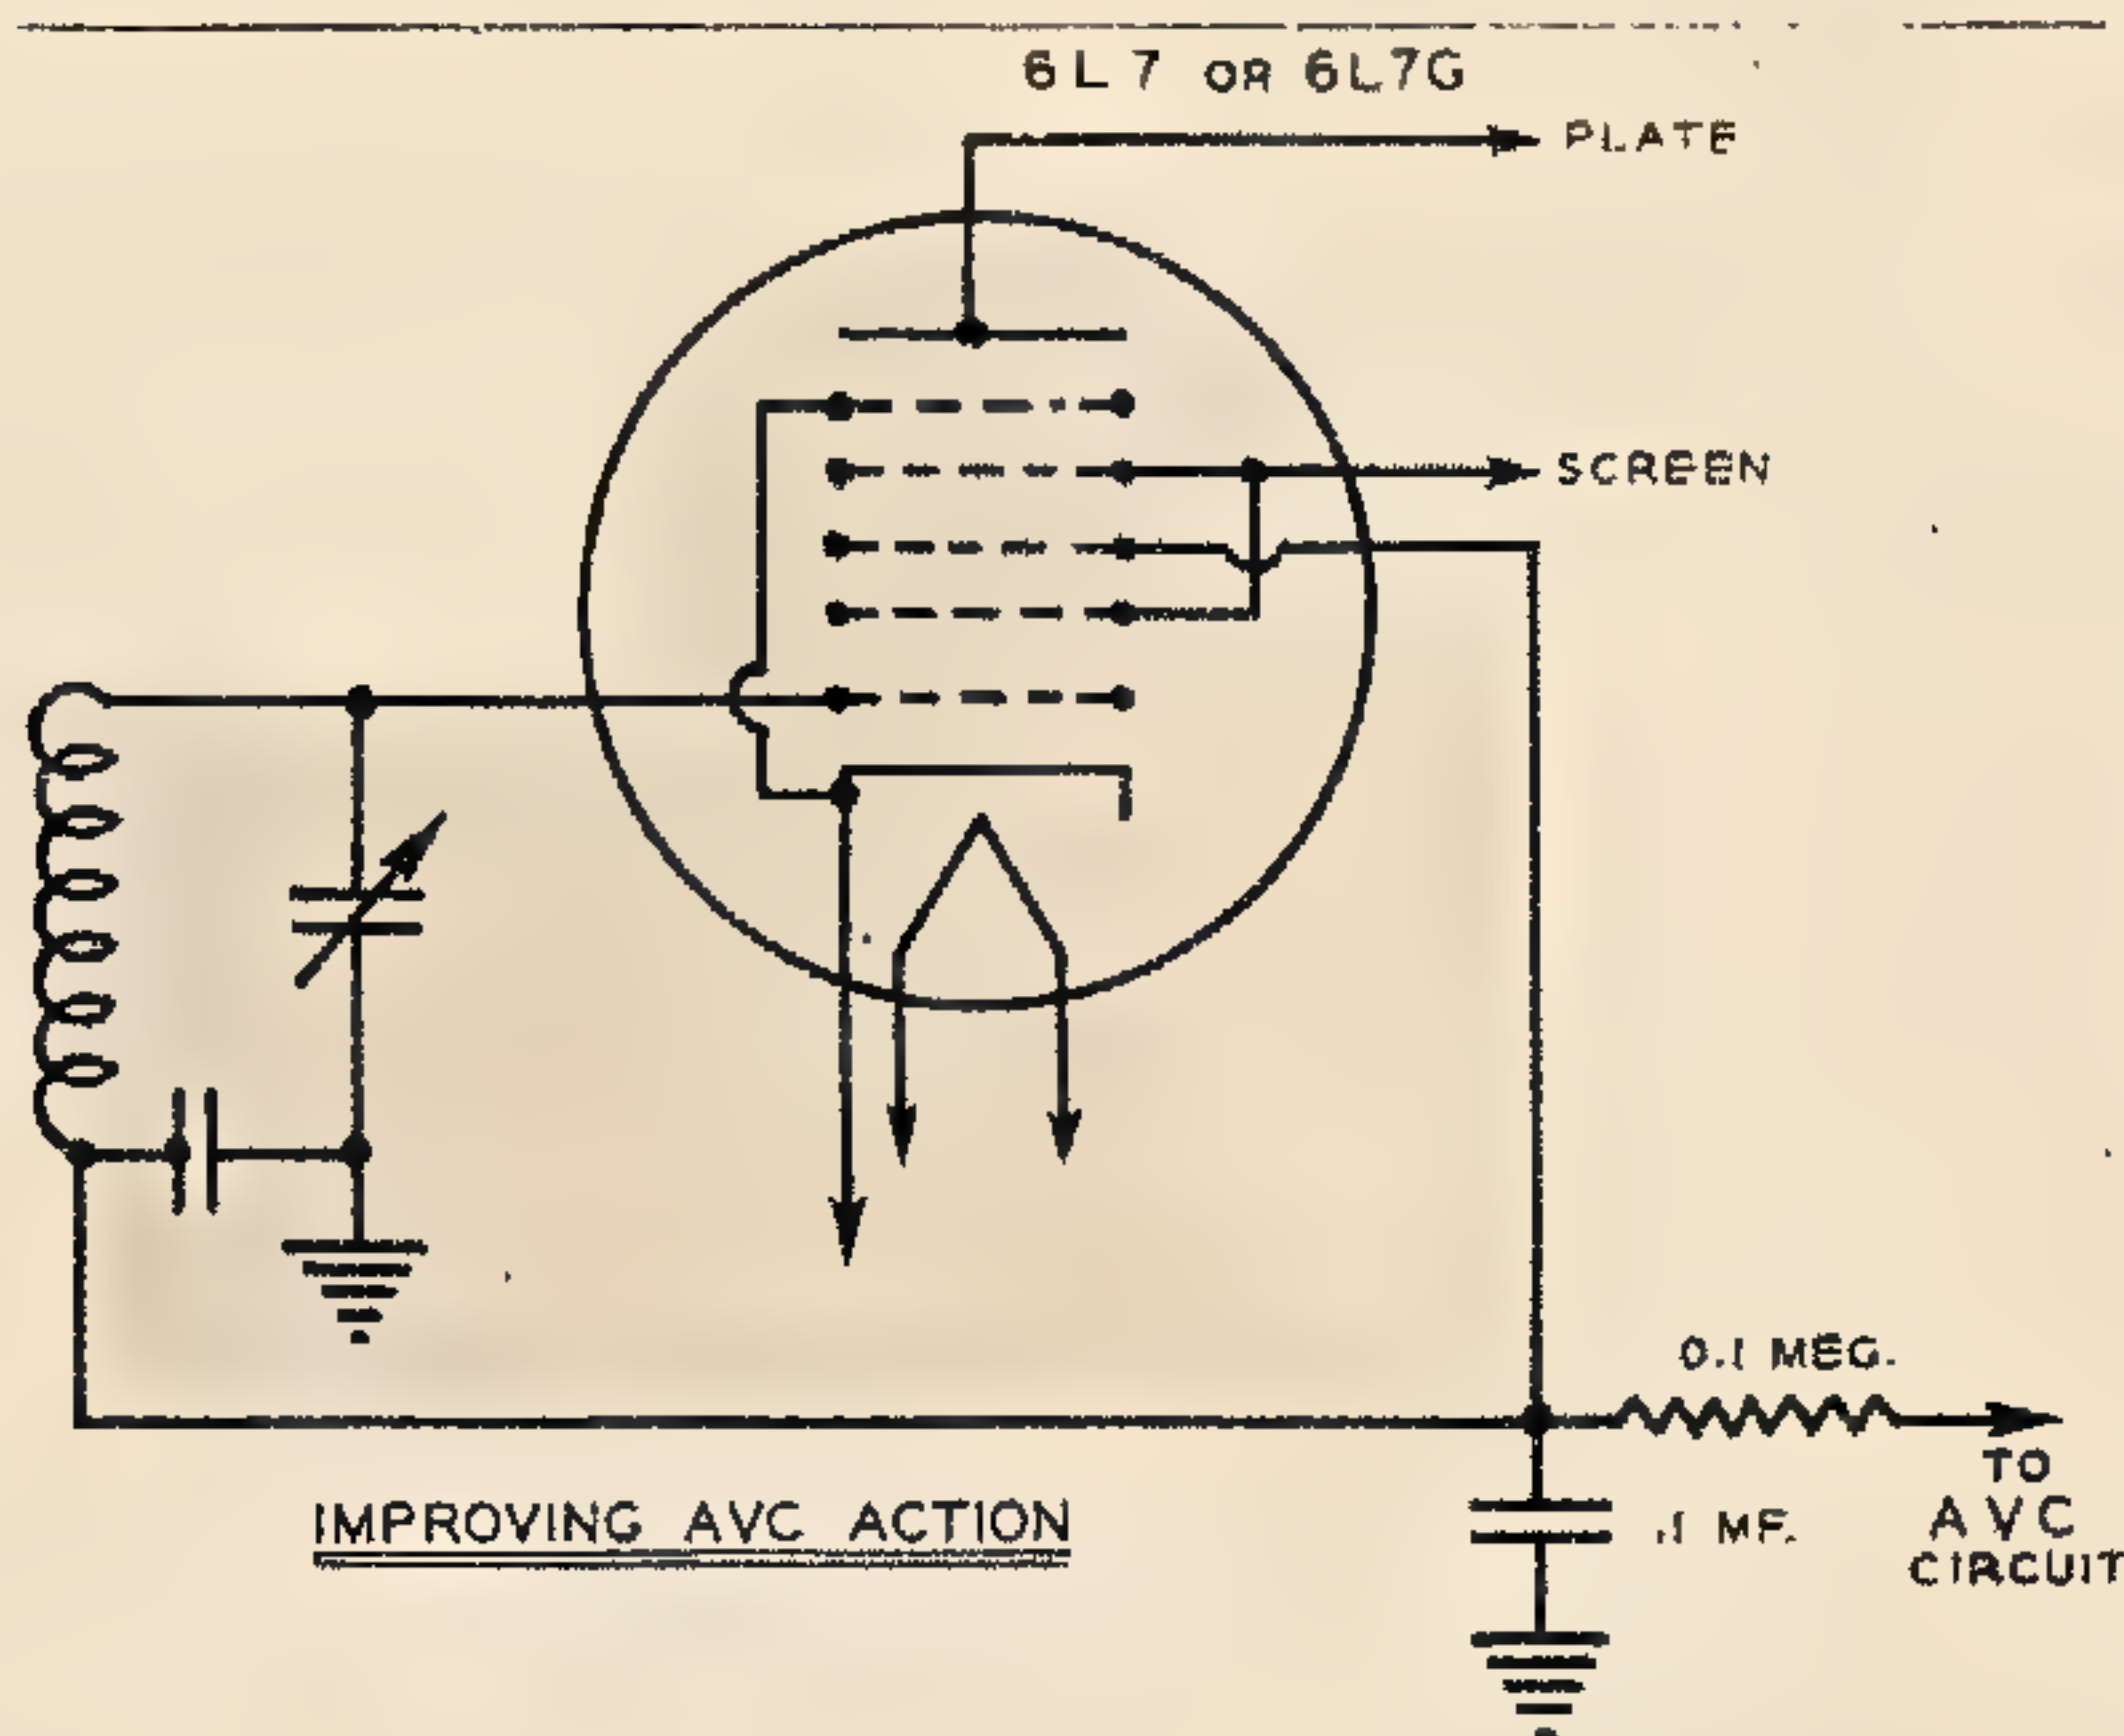 6L7 OR 6L7G
PLATE
SCREEN
0.1 MEG.
TO
AVC
CIRCUIT
.1 MF.
IMPROVING AVC ACTION